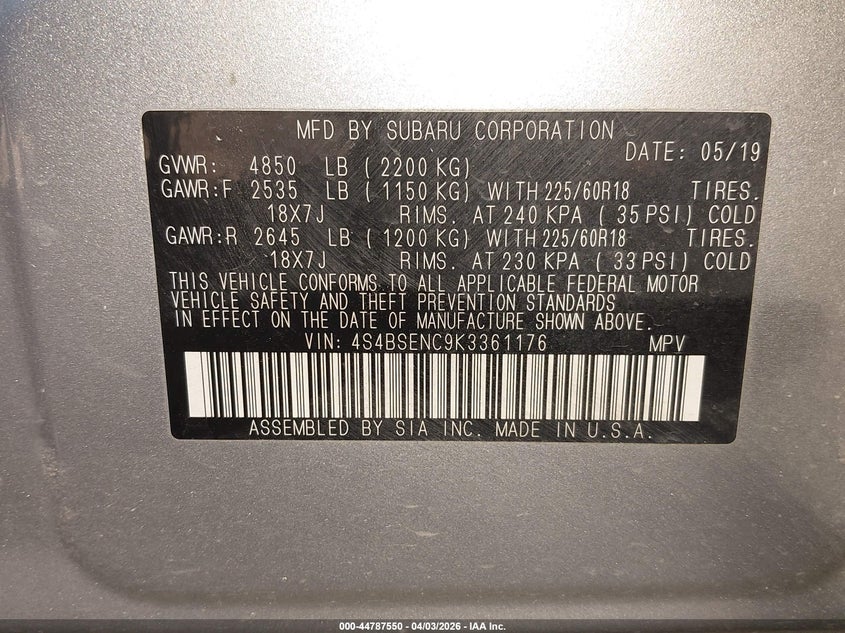 MFD BY SUBARU CORPORATION
DATE: 05/19
GVWR: 4850 LB (2200 KG)
GAWR:F 2535 LB (1150 KG) WITH 225/60R18 TIRES.
18X7J RIMS. AT 240 KPA (35 PSI) COLD
GAWR:R 2645 LB (1200 KG) WITH 225/60R18 TIRES.
18X7J RIMS. AT 230 KPA (33 PSI) COLD
THIS VEHICLE CONFORMS TO ALL APPLICABLE FEDERAL MOTOR
VEHICLE SAFETY AND THEFT PREVENTION STANDARDS
IN EFFECT ON THE DATE OF MANUFACTURE SHOWN ABOVE.
VIN: 4S4BSENC9K3361176 MPV
ASSEMBLED BY SIA INC. MADE IN U.S.A.
000-44787550 - 04/03/2026 - IAA Inc.